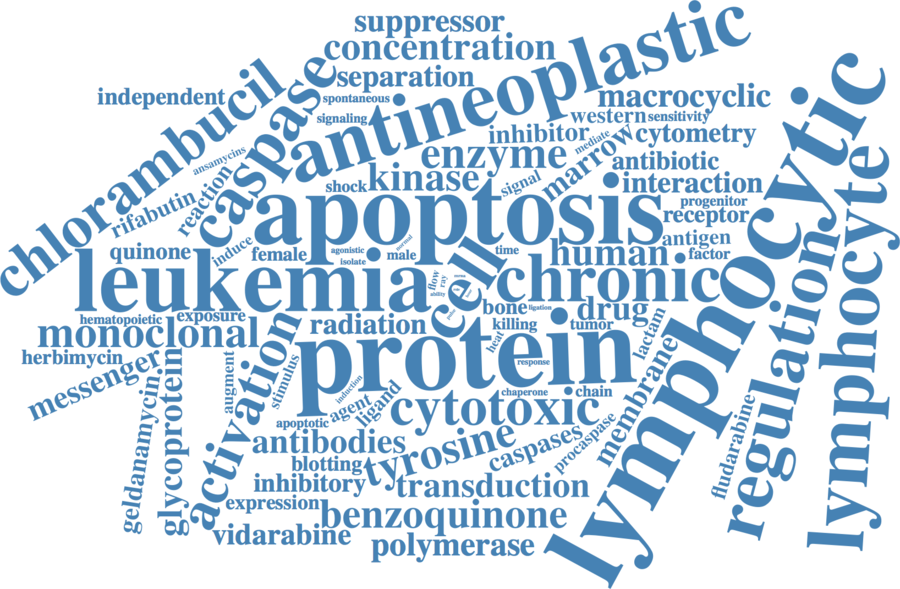 suppressor
concentration
separation
antineoplastic
independent
spontaneous
macrocyclic
chlorambucil
caspase
signaling
western
sensitivity
inhibitor
mediate
cytometry
lymphocytic
ansamycins
enzyme
marrow
antibiotic
lymphocyte
reaction
shock
kinase
signal
interaction
rifabutin
apoptosis
progenitor
receptor
quinone
induce
female
agonistic
normal
male
time
human
antigen
factor
isolate
leukemia
cell
chronic
flow
ray
ability
hematopoietic
exposure
monoclonal
radiation
bone
ligation
drug
killing
tumor
lactam
herbimycin
messenger
stimulus
protein
heat
response
membrane
regulation
augment
activation
induction
chaperone
chain
geldanamycin
glycoprotein
apoptotic
agent
ligand
cytotoxic
procaspase
fludarabine
antibodies
tyrosine
caspases
blotting
inhibitory
transduction
expression
benzoquinone
vidarabine
polymerase